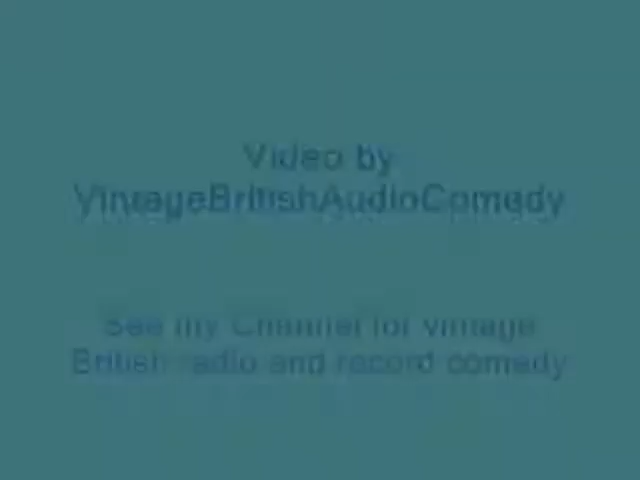 Video by
VintageBritishAudioComedy
See my Channel for vintage
British radio and record comedy